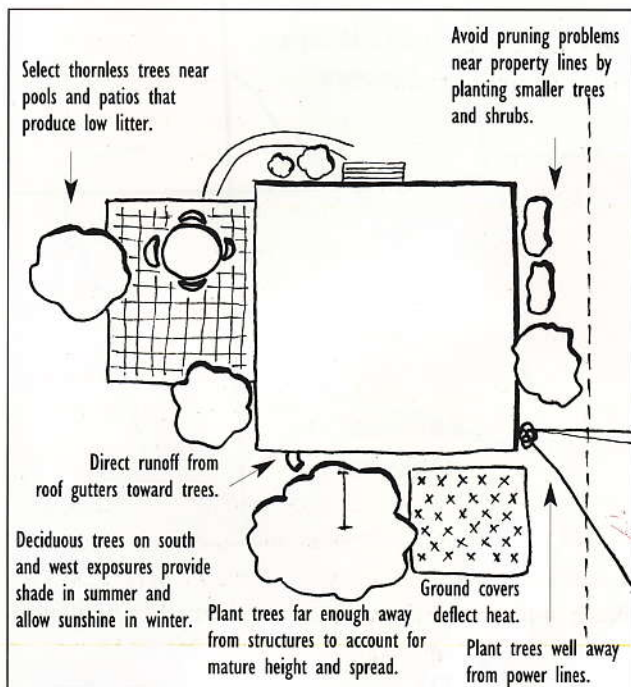 Select thornless trees near
pools and patios that
produce low litter.
Avoid pruning problems
near property lines by
planting smaller trees
and shrubs.
Direct runoff from
roof gutters toward trees.
Deciduous trees on south
and west exposures provide
shade in summer and
allow sunshine in winter.
Plant trees far enough away
from structures to account for
mature height and spread.
Ground covers
deflect heat.
Plant trees well away
from power lines.